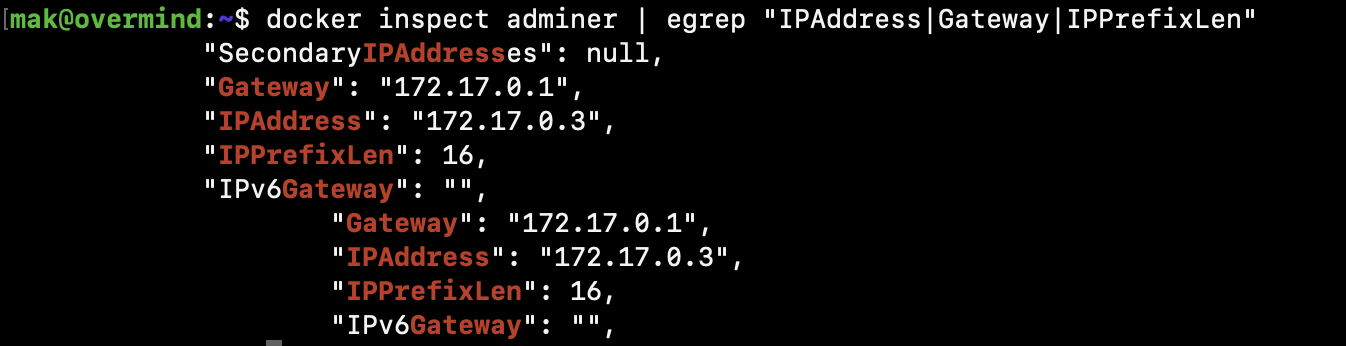 mak@overmind:~$ docker inspect adminer | egrep "IPAddress|Gateway|IPPrefixLen"
"SecondaryIPAddresses": null,
"Gateway": "172.17.0.1",
"IPAddress": "172.17.0.3",
"IPPrefixLen": 16,
"IPv6Gateway": "",
"Gateway": "172.17.0.1",
"IPAddress": "172.17.0.3",
"IPPrefixLen": 16,
"IPv6Gateway": "",